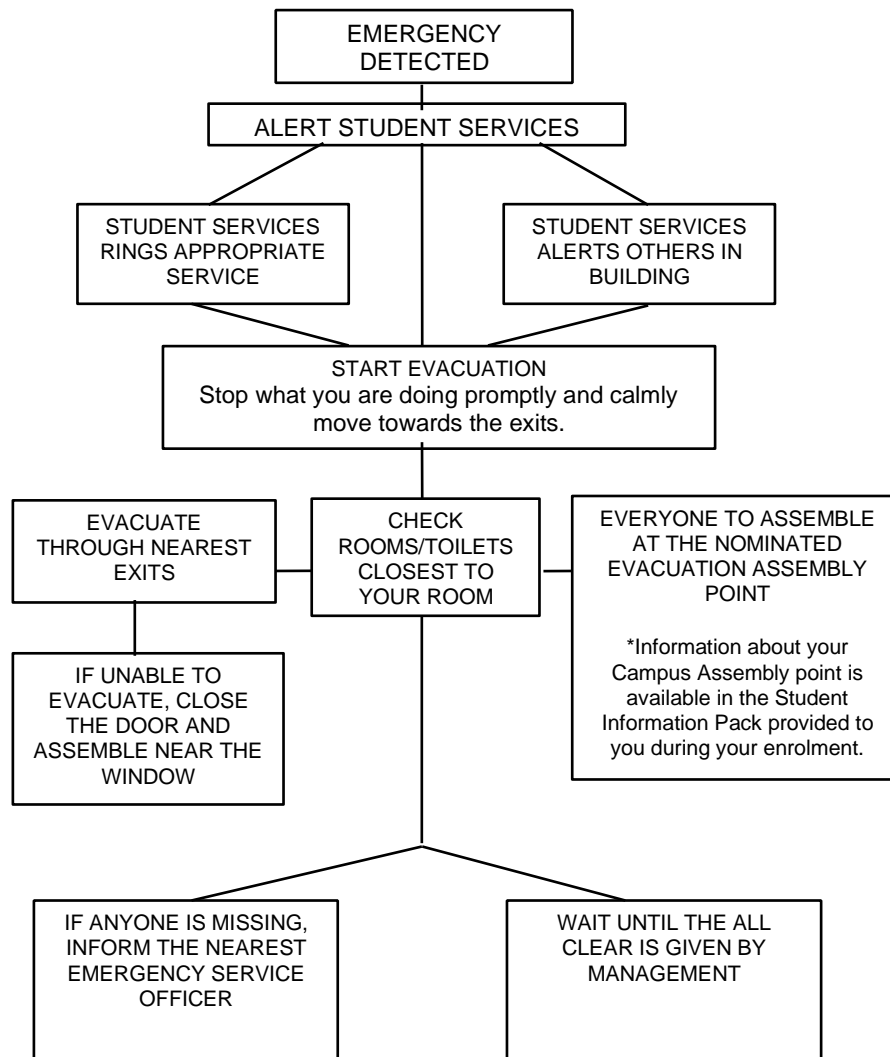 EMERGENCY
DETECTED
ALERT STUDENT SERVICES
STUDENT SERVICES
RINGS APPROPRIATE
SERVICE
STUDENT SERVICES
ALERTS OTHERS IN
BUILDING
START EVACUATION
Stop what you are doing promptly and calmly
move towards the exits.
EVACUATE
THROUGH NEAREST
EXITS
CHECK
ROOMS/TOILETS
CLOSEST TO
YOUR ROOM
EVERYONE TO ASSEMBLE
AT THE NOMINATED
EVACUATION ASSEMBLY
POINT
*Information about your
Campus Assembly point is
available in the Student
Information Pack provided to
you during your enrolment.
IF UNABLE TO
EVACUATE, CLOSE
THE DOOR AND
ASSEMBLE NEAR THE
WINDOW
IF ANYONE IS MISSING,
INFORM THE NEAREST
EMERGENCY SERVICE
OFFICER
WAIT UNTIL THE ALL
CLEAR IS GIVEN BY
MANAGEMENT